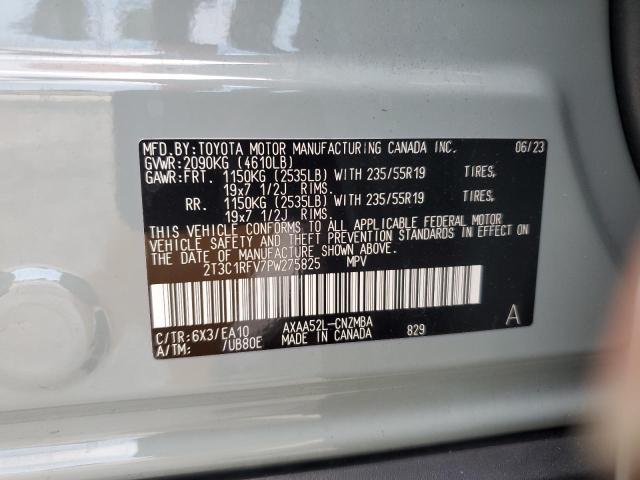 MFD.BY:TOYOTA MOTOR MANUFACTURING CANADA INC. 06/23
GVWR:2090KG (4610LB)
GAWR:FRT. 1150KG (2535LB) WITH 235/55R19 TIRES,
19x7 1/2J RIMS.
RR. 1150KG (2535LB) WITH 235/55R19 TIRES,
19x7 1/2J RIMS.
THIS VEHICLE CONFORMS TO ALL APPLICABLE FEDERAL MOTOR
VEHICLE SAFETY AND THEFT PREVENTION STANDARDS IN EFFECT ON
THE DATE OF MANUFACTURE SHOWN ABOVE.
2T3C1RFV7PW275825 MPV
C/TR:6X3/EA10 AXAA52L-CNZMBA 829 A
A/TM: /UB80E MADE IN CANADA